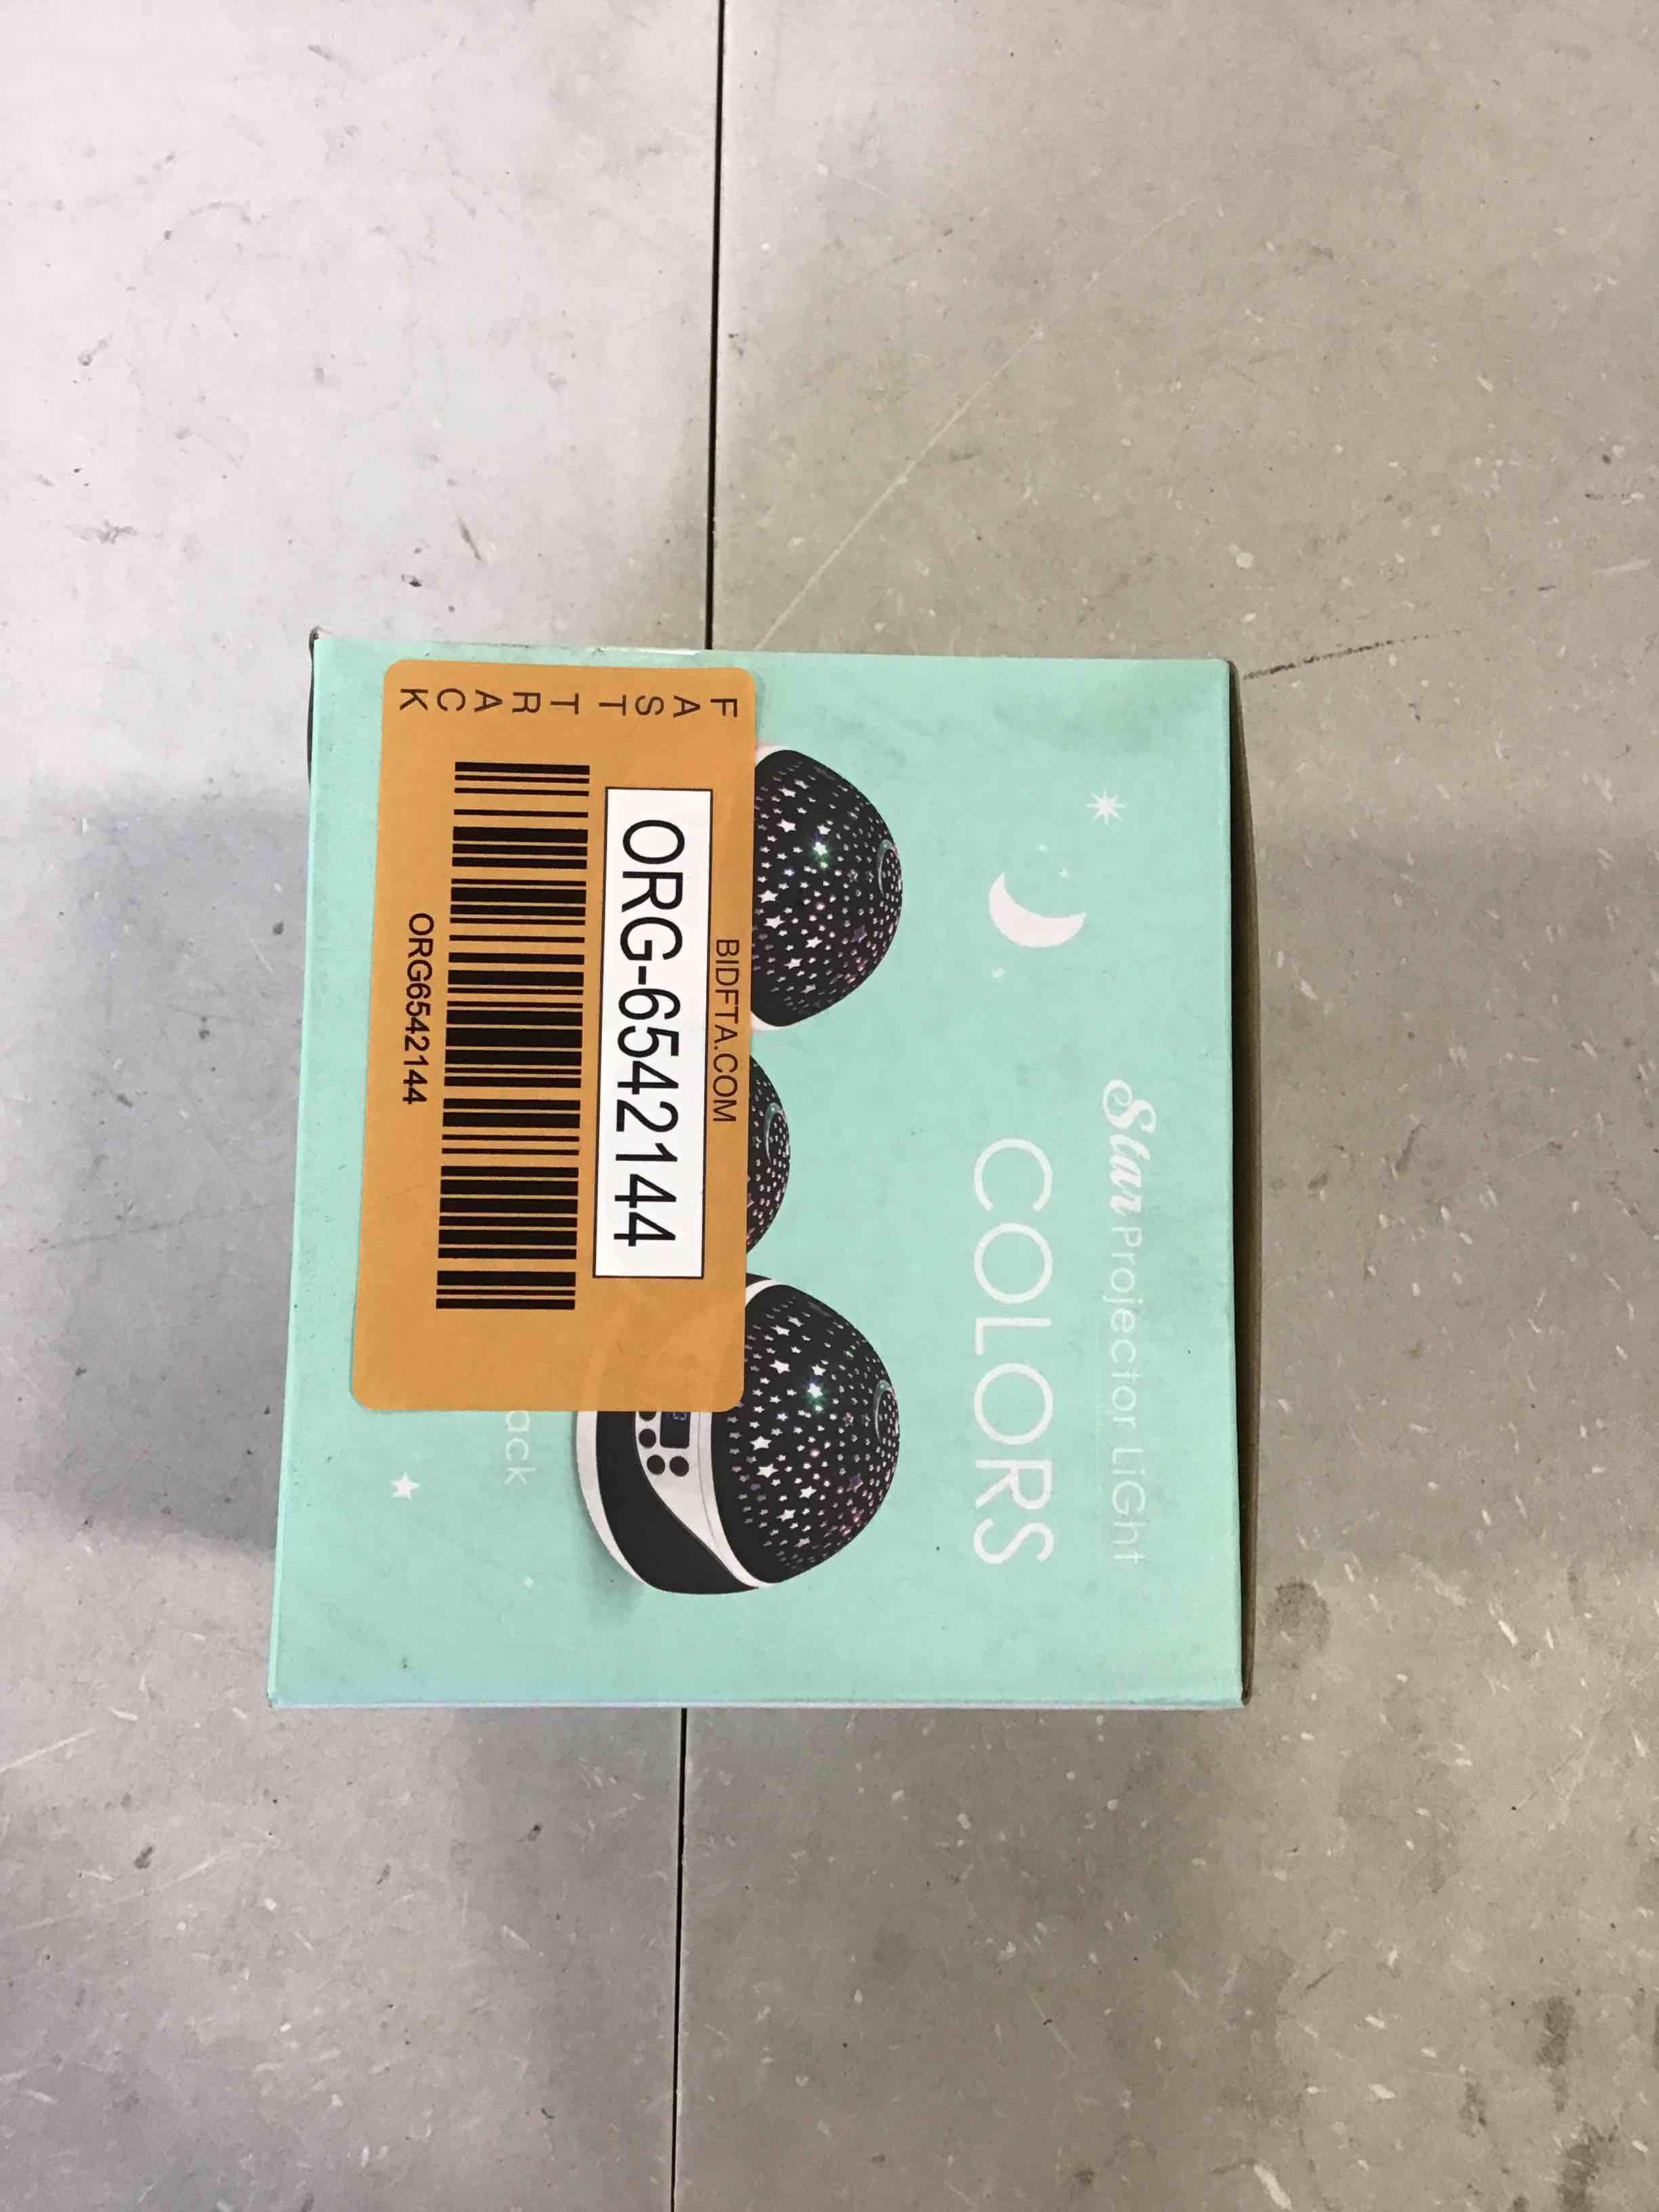 Star Projector LiGht
COLORS
BIDFTA.COM
ORG-6542144
ORG6542144
FAST TRACK